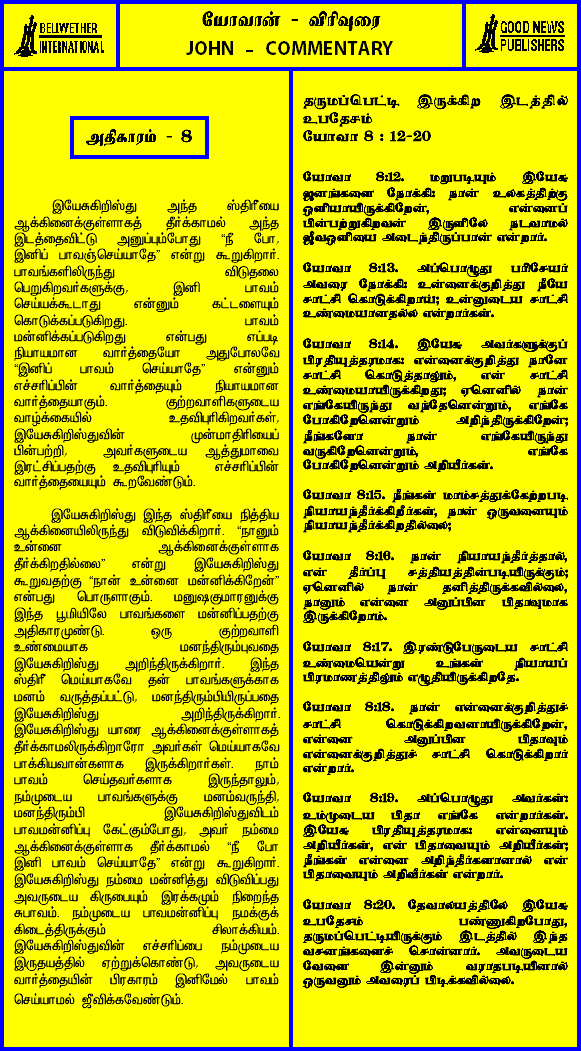 BELWETHER
INTERNATIONAL
யோவான் - விரிவுரை
JOHN - COMMENTARY
GOOD NEWS
PUBLISHERS
அதிகாரம் - 8
இயேசுகிறிஸ்து அந்த ஸ்திரீயை
ஆக்கினைக்குள்ளாகத் தீர்க்காமல் அந்த
இடத்தைவிட்டு அனுப்பும்போது “நீ போ,
இனிப் பாவஞ்செய்யாதே” என்று கூறுகிறார்.
பாவங்களிலிருந்து விடுதலை
பெறுகிறவர்களுக்கு, இனி பாவம்
செய்யக்கூடாது என்னும் கட்டளையும்
கொடுக்கப்படுகிறது. பாவம்
மன்னிக்கப்படுகிறது என்பது எப்படி
நியாயமான வார்த்தையோ அதுபோலவே
“இனிப் பாவம் செய்யாதே” என்னும்
எச்சரிப்பின் வார்த்தையும் நியாயமான
வார்த்தையாகும். குற்றவாளிகளுடைய
வாழ்க்கையில் உதவிபுரிகிறவர்கள்,
இயேசுகிறிஸ்துவின் முன்மாதிரியைப்
பின்பற்றி, அவர்களுடைய ஆத்துமாவை
இரட்சிப்பதற்கு உதவிபுரியும் எச்சரிப்பின்
வார்த்தையையும் கூறவேண்டும்.
இயேசுகிறிஸ்து இந்த ஸ்திரீயை நித்திய
ஆக்கினையிலிருந்து விடுவிக்கிறார். “நானும்
உன்னை ஆக்கினைக்குள்ளாக
தீர்க்கிறதில்லை” என்று இயேசுகிறிஸ்து
கூறுவதற்கு “நான் உன்னை மன்னிக்கிறேன்”
என்பது பொருளாகும். மனுஷகுமாரனுக்கு
இந்த பூமியிலே பாவங்களை மன்னிப்பதற்கு
அதிகாரமுண்டு. ஒரு குற்றவாளி
உண்மையாக மனந்திரும்புவதை
இயேசுகிறிஸ்து அறிந்திருக்கிறார். இந்த
ஸ்திரீ மெய்யாகவே தன் பாவங்களுக்காக
மனம் வருத்தப்பட்டு, மனந்திரும்பியிருப்பதை
இயேசுகிறிஸ்து அறிந்திருக்கிறார்.
இயேசுகிறிஸ்து யாரை ஆக்கினைக்குள்ளாகத்
தீர்க்காமலிருக்கிறாரோ அவர்கள் மெய்யாகவே
பாக்கியவான்களாக இருக்கிறார்கள். நாம்
பாவம் செய்தவர்களாக இருந்தாலும்,
நம்முடைய பாவங்களுக்கு மனம்வருந்தி,
மனந்திரும்பி இயேசுகிறிஸ்துவிடம்
பாவமன்னிப்பு கேட்கும்போது, அவர் நம்மை
ஆக்கினைக்குள்ளாக தீர்க்காமல் “நீ போ
இனி பாவம் செய்யாதே” என்று கூறுகிறார்.
இயேசுகிறிஸ்து நம்மை மன்னித்து விடுவிப்பது
அவருடைய கிருபையும் இரக்கமும் நிறைந்த
சுபாவம். நம்முடைய பாவமன்னிப்பு நமக்குக்
கிடைத்திருக்கும் சிலாக்கியம்.
இயேசுகிறிஸ்துவின் எச்சரிப்பை நம்முடைய
இருதயத்தில் ஏற்றுக்கொண்டு, அவருடைய
வார்த்தையின் பிரகாரம் இனிமேல் பாவம்
செய்யாமல் ஜீவிக்கவேண்டும்.
தருமப்பெட்டி இருக்கிற இடத்தில்
உபதேசம்
யோவா 8 : 12-20
யோவா 8:12. மறுபடியும் இயேசு
ஜனங்களை நோக்கி: நான் உலகத்திற்கு
ஒளியாயிருக்கிறேன், என்னைப்
பின்பற்றுகிறவன் இருளிலே நடவாமல்
ஜீவஒளியை அடைந்திருப்பான் என்றார்.
யோவா 8:13. அப்பொழுது பரிசேயர்
அவரை நோக்கி: உன்னைக்குறித்து நீயே
சாட்சி கொடுக்கிறாய்; உன்னுடைய சாட்சி
உண்மையானதல்ல என்றார்கள்.
யோவா 8:14. இயேசு அவர்களுக்குப்
பிரதியுத்தரமாக: என்னைக்குறித்து நானே
சாட்சி கொடுத்தாலும், என் சாட்சி
உண்மையாயிருக்கிறது; ஏனெனில் நான்
எங்கேயிருந்து வந்தேனென்றும், எங்கே
போகிறேனென்றும் அறிந்திருக்கிறேன்;
நீங்களோ நான் எங்கேயிருந்து
வருகிறேனென்றும், எங்கே
போகிறேனென்றும் அறியீர்கள்.
யோவா 8:15. நீங்கள் மாம்சத்துக்கேற்றபடி
நியாயந்தீர்க்கிறீர்கள், நான் ஒருவனையும்
நியாயந்தீர்க்கிறதில்லை;
யோவா 8:16. நான் நியாயந்தீர்த்தால்,
என் தீர்ப்பு சத்தியத்தின்படியிருக்கும்;
ஏனெனில் நான் தனித்திருக்கவில்லை,
நானும் என்னை அனுப்பின பிதாவுமாக
இருக்கிறோம்.
யோவா 8:17. இரண்டுபேருடைய சாட்சி
உண்மையென்று உங்கள் நியாயப்
பிரமாணத்திலும் எழுதியிருக்கிறதே.
யோவா 8:18. நான் என்னைக்குறித்துச்
சாட்சி கொடுக்கிறவனாயிருக்கிறேன்,
என்னை அனுப்பின பிதாவும்
என்னைக்குறித்துச் சாட்சி கொடுக்கிறார்
என்றார்.
யோவா 8:19. அப்பொழுது அவர்கள்:
உம்முடைய பிதா எங்கே என்றார்கள்.
இயேசு பிரதியுத்தரமாக: என்னையும்
அறியீர்கள், என் பிதாவையும் அறியீர்கள்;
நீங்கள் என்னை அறிந்தீர்களானால் என்
பிதாவையும் அறிவீர்கள் என்றார்.
யோவா 8:20. தேவாலயத்திலே இயேசு
உபதேசம் பண்ணுகிறபோது,
தருமப்பெட்டியிருக்கும் இடத்தில் இந்த
வசனங்களைச் சொன்னார். அவருடைய
வேளை இன்னும் வராதபடியினால்
ஒருவனும் அவரைப் பிடிக்கவில்லை.